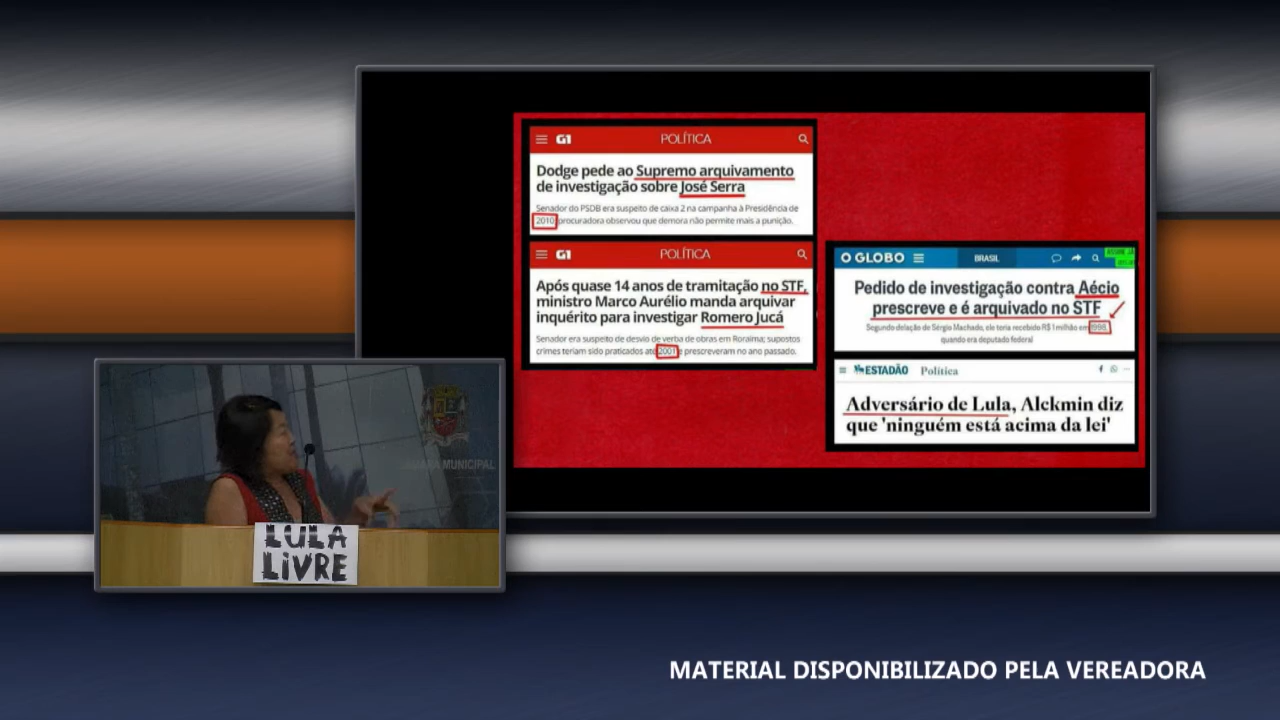 G1
POLÍTICA
Dodge pede ao Supremo arquivamento
de investigação sobre José Serra
Senador do PSDB era suspeito de caixa 2 na campanha à Presidência de
2010; procuradora observou que demora não permite mais a punição.
G1
POLÍTICA
Após quase 14 anos de tramitação no STF,
ministro Marco Aurélio manda arquivar
inquérito para investigar Romero Jucá
Senador era suspeito de desvio de verba de obras em Roraima; supostos
crimes teriam sido praticados até 2001 e prescreveram no ano passado.
O GLOBO
BRASIL
Pedido de investigação contra Aécio
prescreve e é arquivado no STF
Segundo delação de Sérgio Machado, ele teria recebido R$ 1 milhão em 1998,
quando era deputado federal
ESTADÃO Política
Adversário de Lula, Alckmin diz
que 'ninguém está acima da lei'
CÂMARA MUNICIPAL
LULA
LIVRE
MATERIAL DISPONIBILIZADO PELA VEREADORA